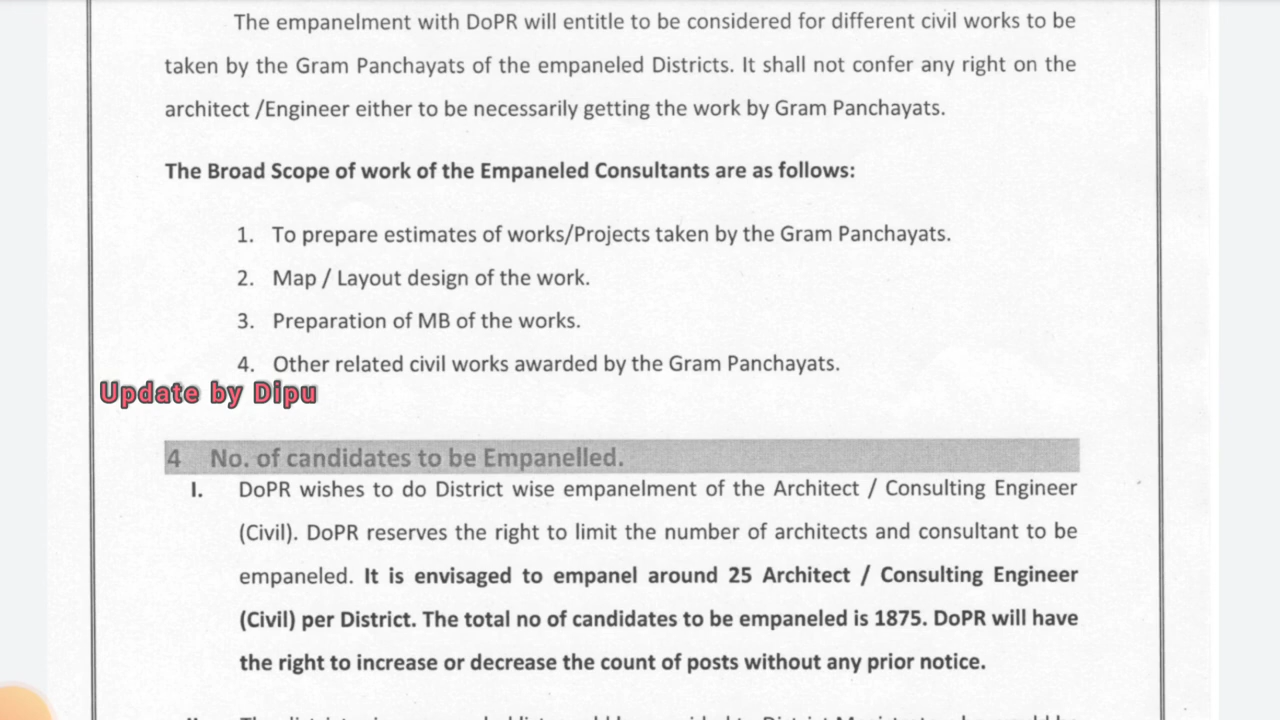 The empanelment with DoPR will entitle to be considered for different civil works to be
taken by the Gram Panchayats of the empaneled Districts. It shall not confer any right on the
architect /Engineer either to be necessarily getting the work by Gram Panchayats.
The Broad Scope of work of the Empaneled Consultants are as follows:
1. To prepare estimates of works/Projects taken by the Gram Panchayats.
2. Map / Layout design of the work.
3. Preparation of MB of the works.
4. Other related civil works awarded by the Gram Panchayats.
Update by Dipu
4 No. of candidates to be Empanelled.
I. DoPR wishes to do District wise empanelment of the Architect / Consulting Engineer
(Civil). DoPR reserves the right to limit the number of architects and consultant to be
empaneled. It is envisaged to empanel around 25 Architect / Consulting Engineer
(Civil) per District. The total no of candidates to be empaneled is 1875. DoPR will have
the right to increase or decrease the count of posts without any prior notice.